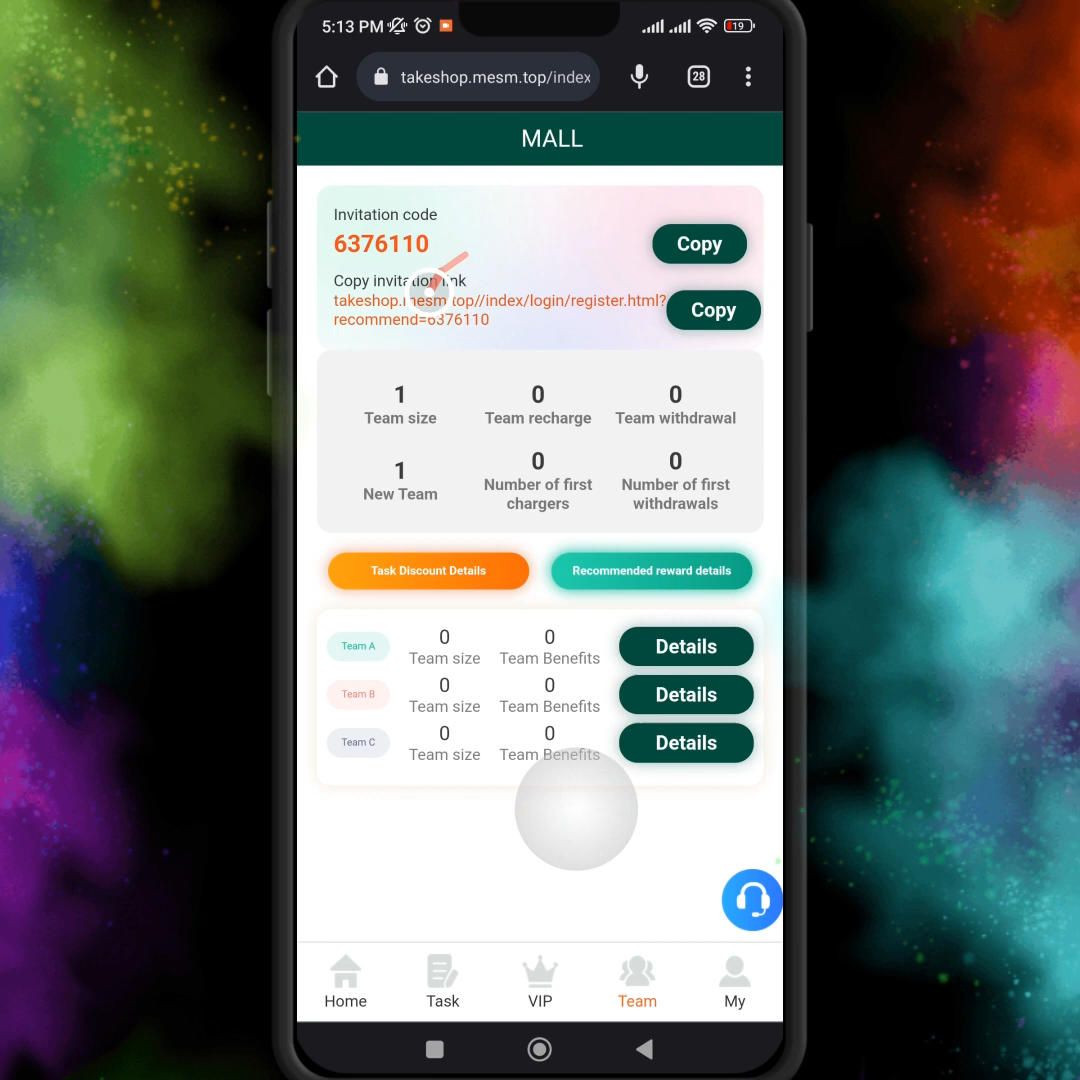 5:13 PM
19
takeshop.mesm.top/index
28
MALL
Invitation code
6376110
Copy
Copy invitation link
takeshop.mesm.top//index/login/register.html?
recommend=6376110
Copy
1
0
0
Team size
Team recharge
Team withdrawal
1
0
0
New Team
Number of first
chargers
Number of first
withdrawals
Task Discount Details
Recommended reward details
Team A
0
Team size
0
Team Benefits
Details
Team B
0
Team size
0
Team Benefits
Details
Team C
0
Team size
0
Team Benefits
Details
Home
Task
VIP
Team
My